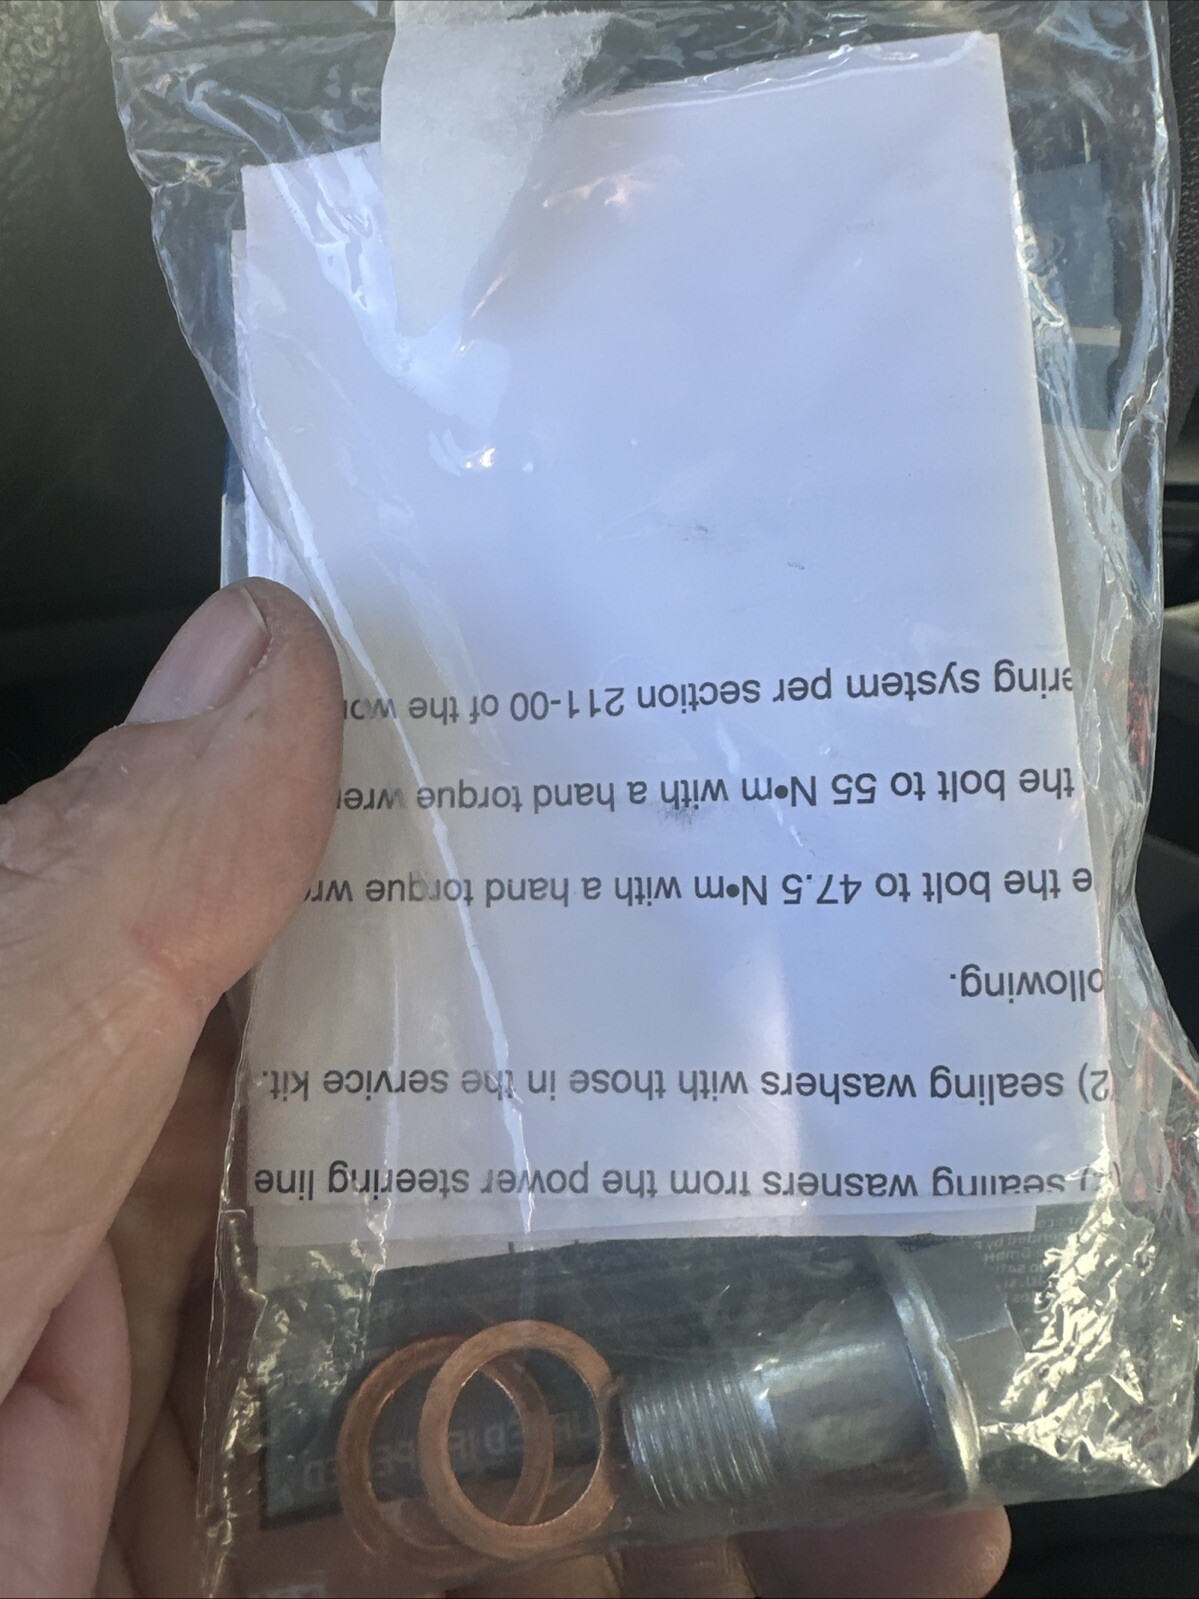 sealing washers from the power steering line
2) sealing washers with those in the service kit.
ollowing.
e the bolt to 47.5 N•m with a hand torque wr
the bolt to 55 N•m with a hand torque wre
ering system per section 211-00 of the wo